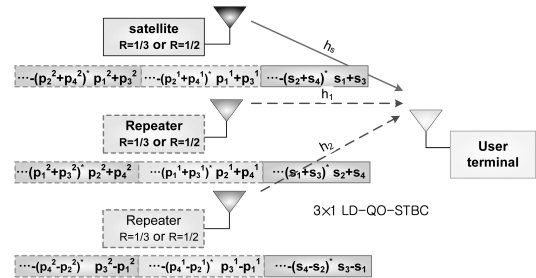 satellite
R=1/3 or R=1/2
hs
⋯-(p₂²+p₄²)* p₁²+p₃² ⋯-(p₂¹+p₄¹)* p₁¹+p₃¹ ⋯-(s₂+s₄)* s₁+s₃
h₁
Repeater
R=1/3 or R=1/2
h₂
User
terminal
⋯(p₁²+p₃²)* p₂²+p₄² ⋯(p₁¹+p₃¹)* p₂¹+p₄¹ ⋯(s₁+s₃)* s₂+s₄
Repeater
R=1/3 or R=1/2
3×1 LD-QO-STBC
⋯-(p₄²-p₂²)* p₃²-p₁² ⋯-(p₄¹-p₂¹)* p₃¹-p₁¹ ⋯-(s₄-s₂)* s₃-s₁